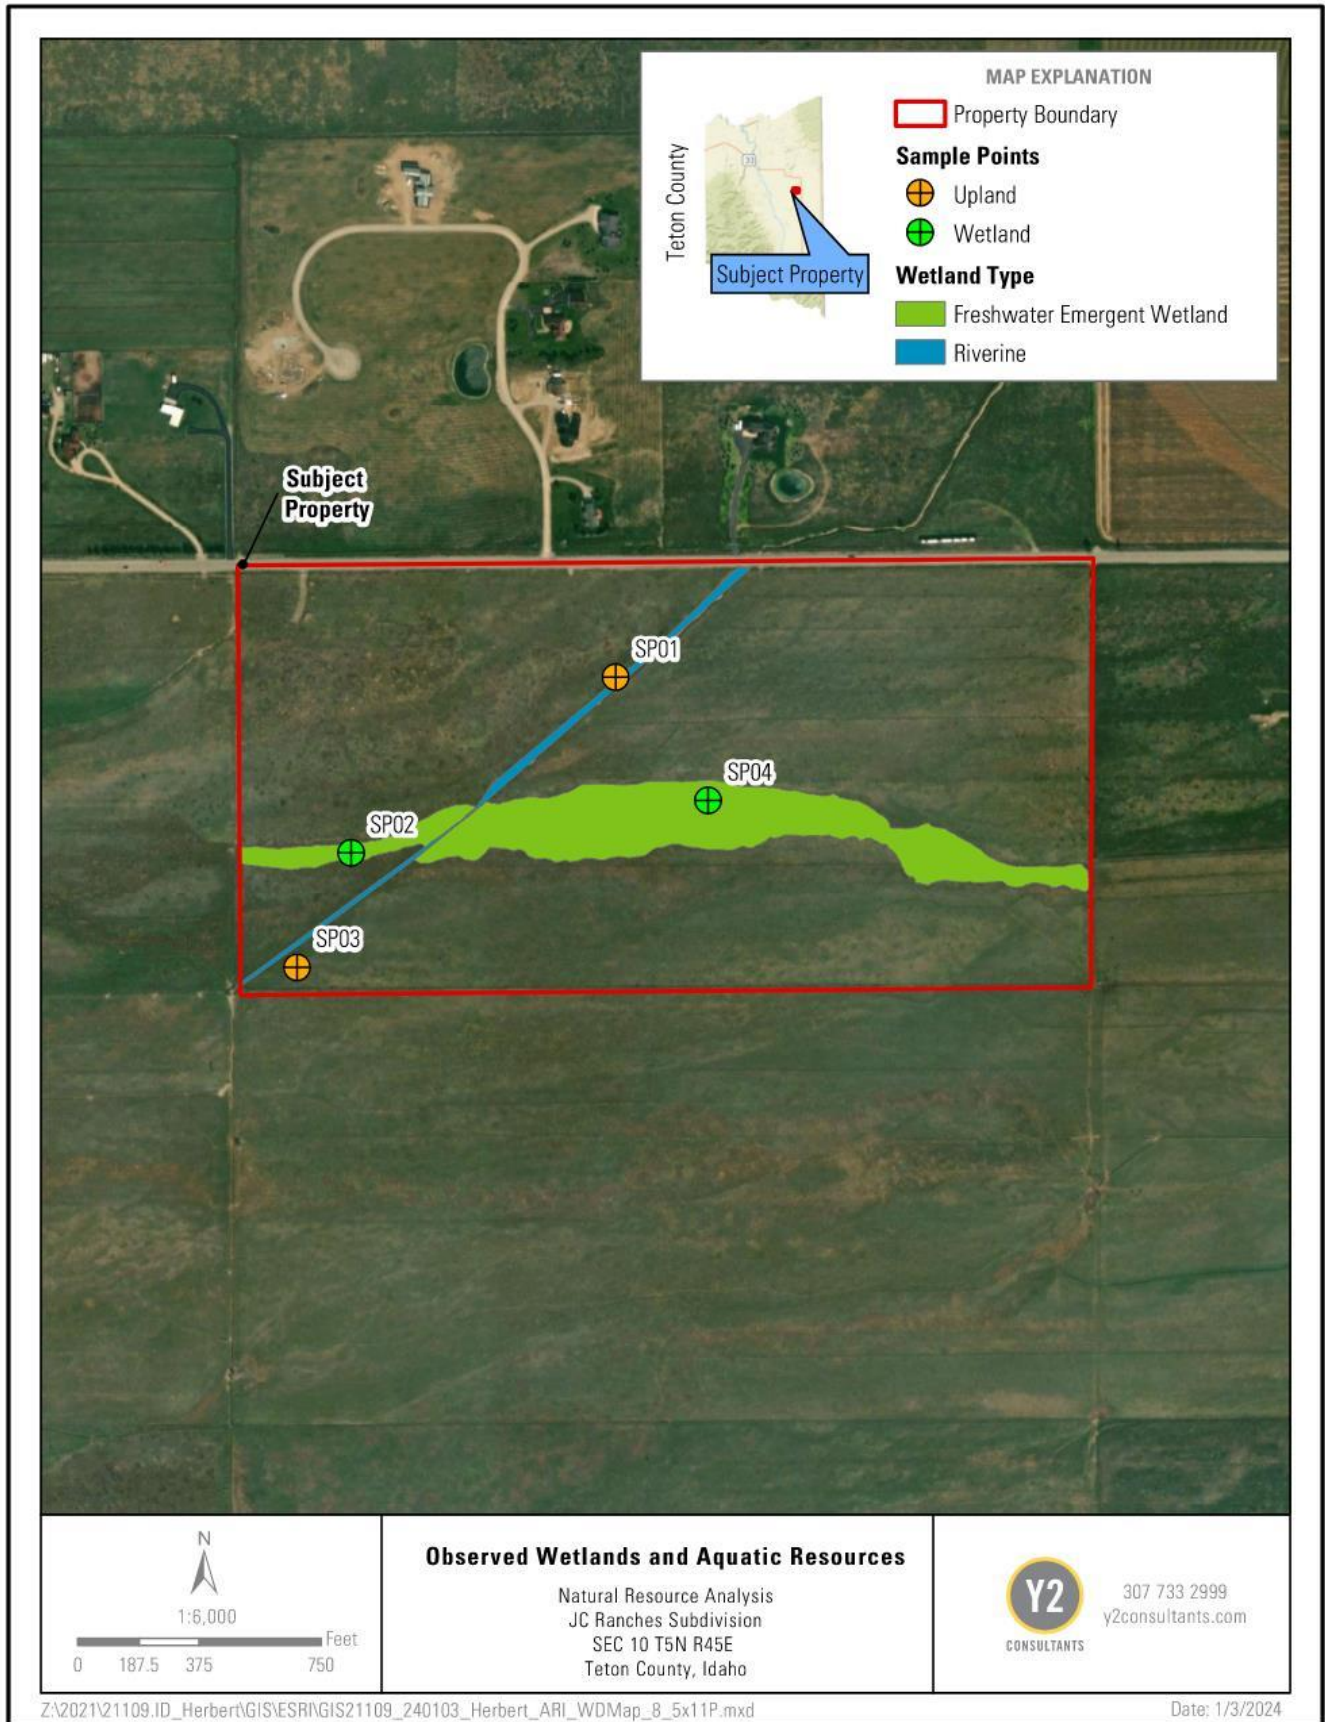 MAP EXPLANATION
Property Boundary
Sample Points
Upland
Wetland
Wetland Type
Freshwater Emergent Wetland
Riverine
Teton County
33
Subject Property
Subject
Property
SP01
SP04
SP02
SP03
N
1:6,000
Feet
0 187.5 375 750
Observed Wetlands and Aquatic Resources
Natural Resource Analysis
JC Ranches Subdivision
SEC 10 T5N R45E
Teton County, Idaho
Y2
CONSULTANTS
307 733 2999
y2consultants.com
Z:\2021\21109.ID_Herbert\GIS\ESRI\GIS21109_240103_Herbert_ARI_WDMap_8_5x11P.mxd
Date: 1/3/2024